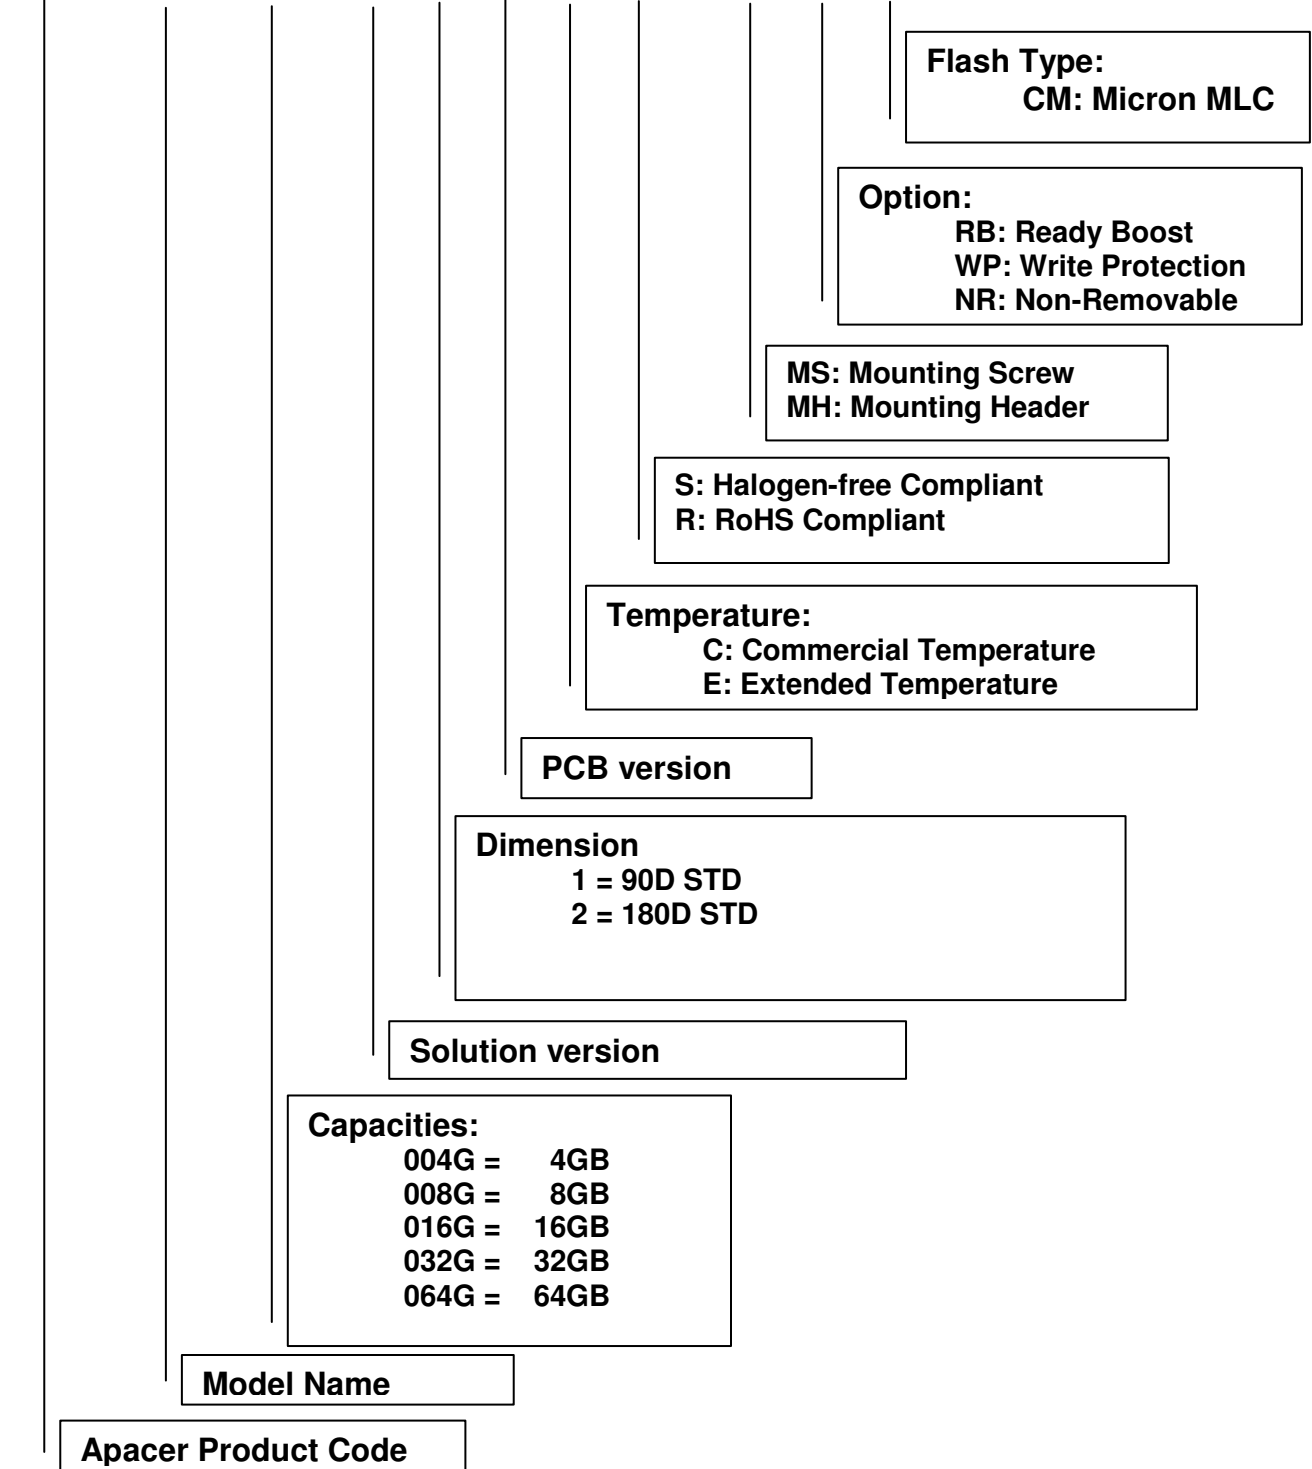 Flash Type:
CM: Micron MLC
Option:
RB: Ready Boost
WP: Write Protection
NR: Non-Removable
MS: Mounting Screw
MH: Mounting Header
S: Halogen-free Compliant
R: RoHS Compliant
Temperature:
C: Commercial Temperature
E: Extended Temperature
PCB version
Dimension
1 = 90D STD
2 = 180D STD
Solution version
Capacities:
004G = 4GB
008G = 8GB
016G = 16GB
032G = 32GB
064G = 64GB
Model Name
Apacer Product Code